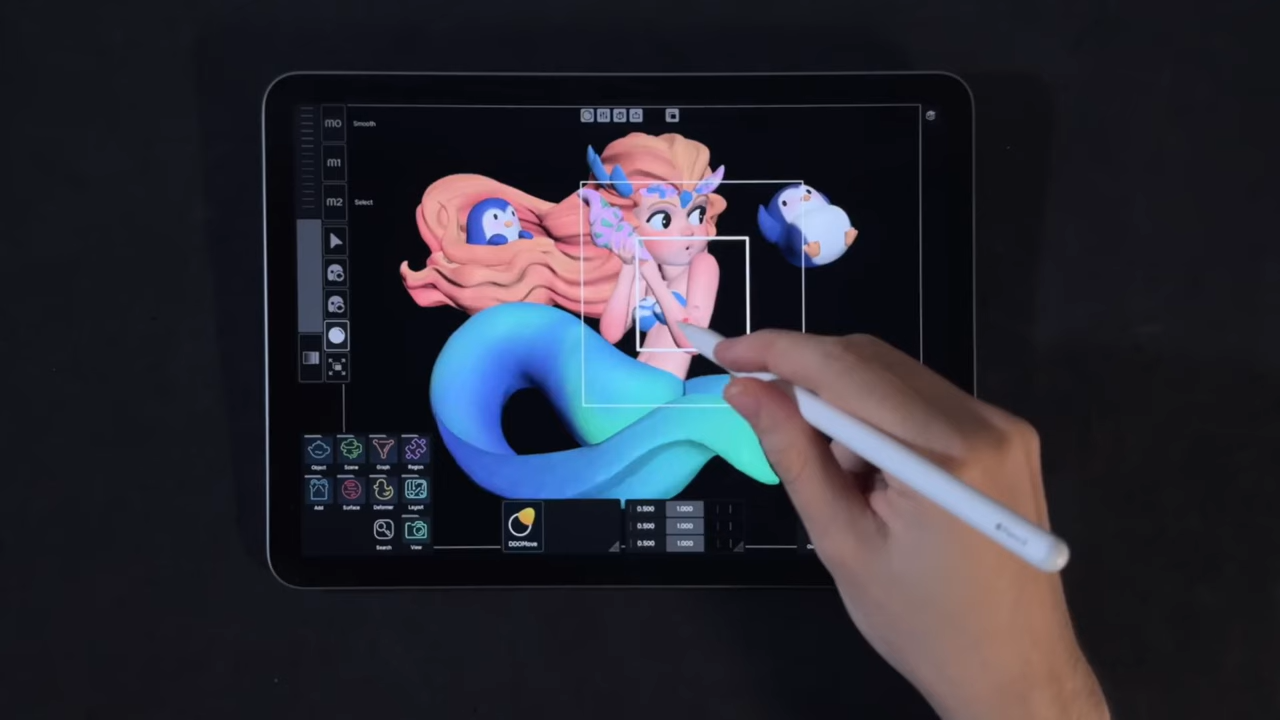 m0 Smooth
m1
m2 Select
Object Scene Graph Region
Add Surface Deformer Layout
Search View
DDOMove
0.500 1.000
0.500 1.000
0.500 1.000